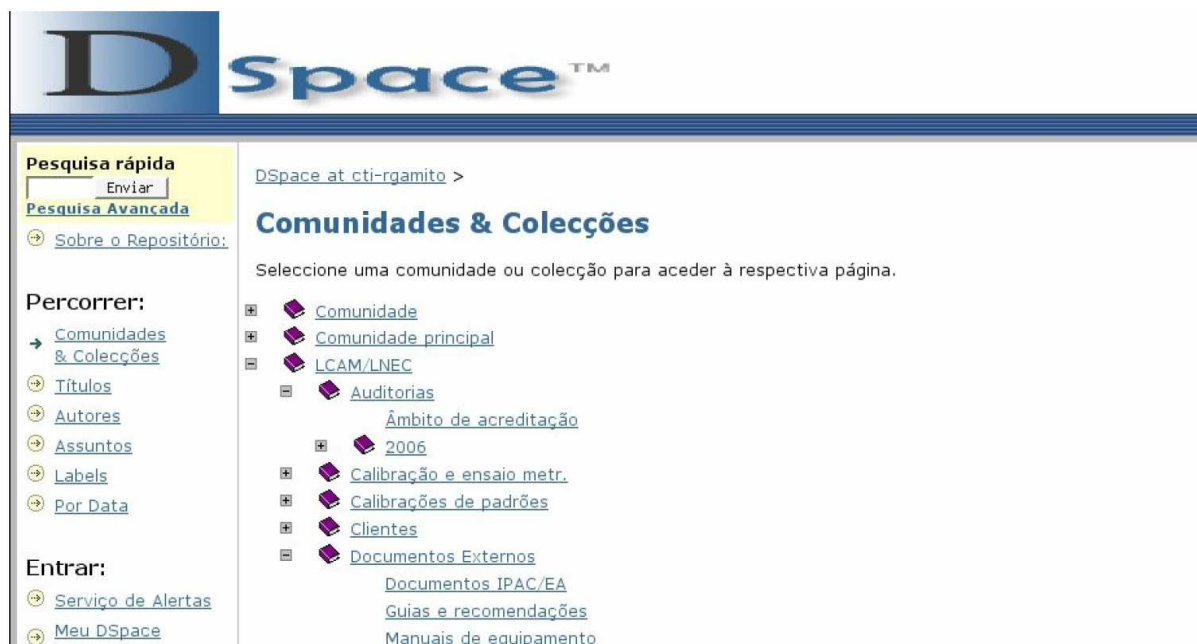 DSpace™
Pesquisa rápida
Enviar
Pesquisa Avançada
Sobre o Repositório:
Percorrer:
Comunidades
& Colecções
Títulos
Autores
Assuntos
Labels
Por Data
Entrar:
Serviço de Alertas
Meu DSpace
DSpace at cti-rgamito >
Comunidades & Colecções
Seleccione uma comunidade ou colecção para aceder à respectiva página.
Comunidade
Comunidade principal
LCAM/LNEC
Auditorias
Âmbito de acreditação
2006
Calibração e ensaio metr.
Calibrações de padrões
Clientes
Documentos Externos
Documentos IPAC/EA
Guias e recomendações
Manuais de equipamento